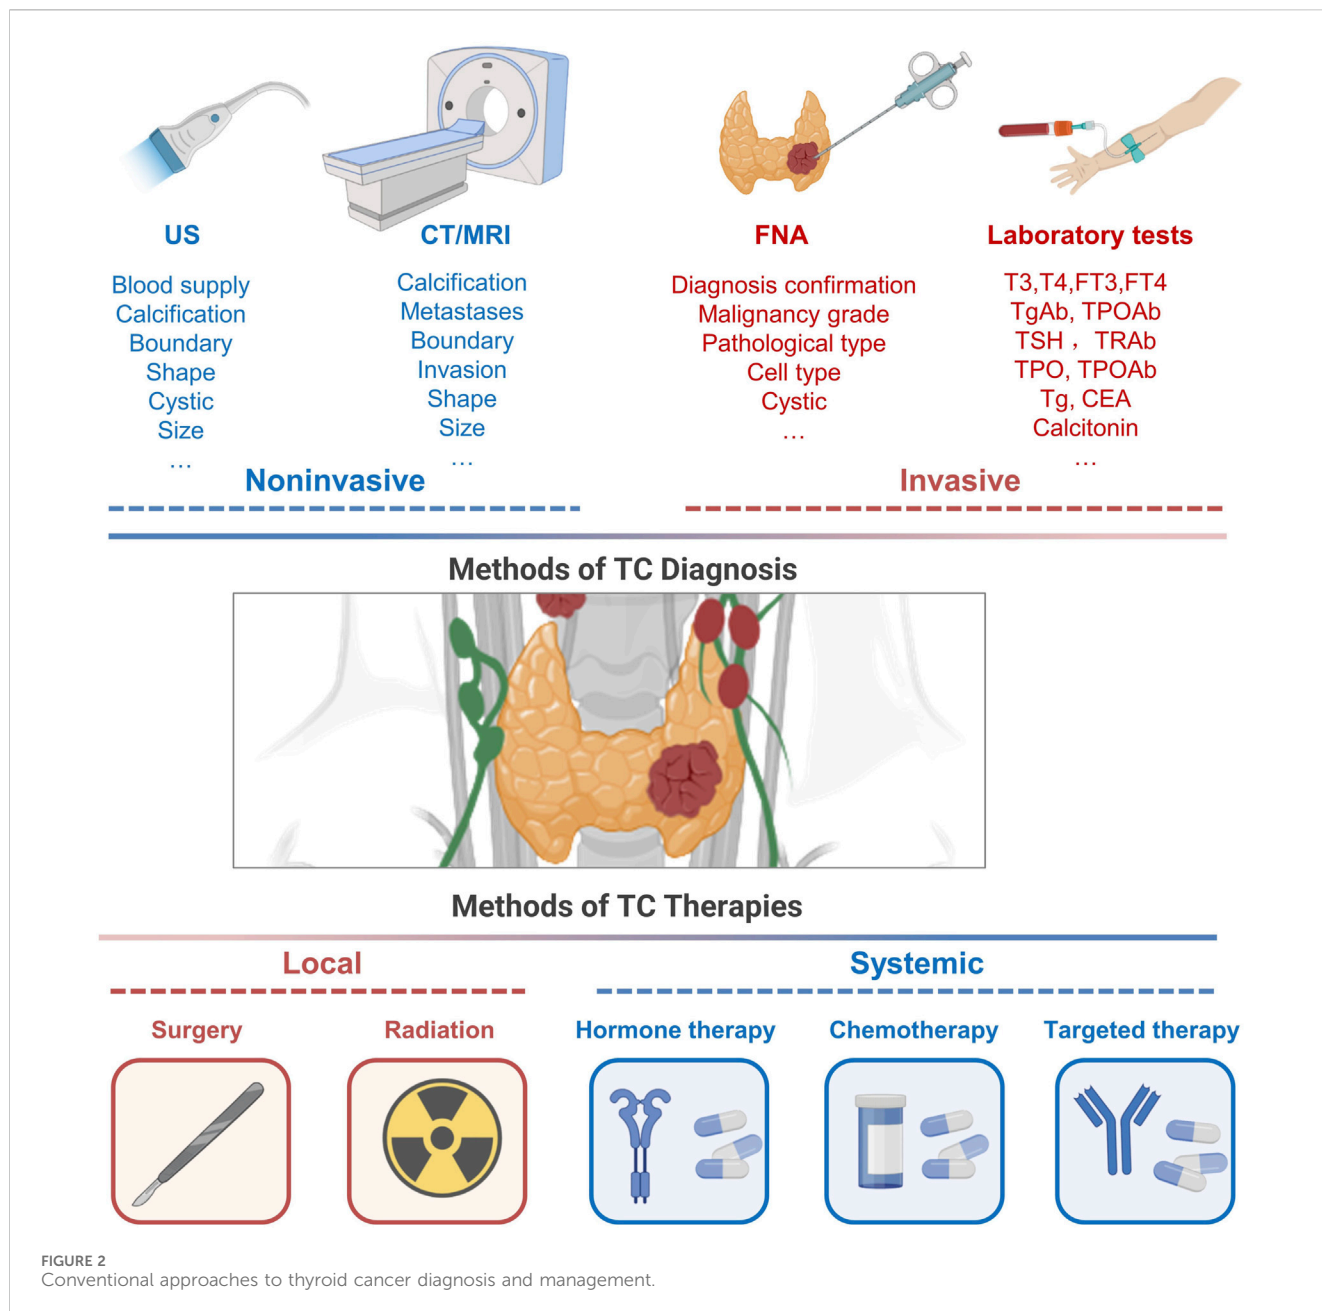 US
Blood supply
Calcification
Boundary
Shape
Cystic
Size
…
CT/MRI
Calcification
Metastases
Boundary
Invasion
Shape
Size
…
Noninvasive
FNA
Diagnosis confirmation
Malignancy grade
Pathological type
Cell type
Cystic
…
Laboratory tests
T3,T4,FT3,FT4
TgAb, TPOAb
TSH ，TRAb
TPO, TPOAb
Tg, CEA
Calcitonin
…
Invasive
Methods of TC Diagnosis
Methods of TC Therapies
Local
Surgery
Radiation
Systemic
Hormone therapy
Chemotherapy
Targeted therapy
FIGURE 2
Conventional approaches to thyroid cancer diagnosis and management.